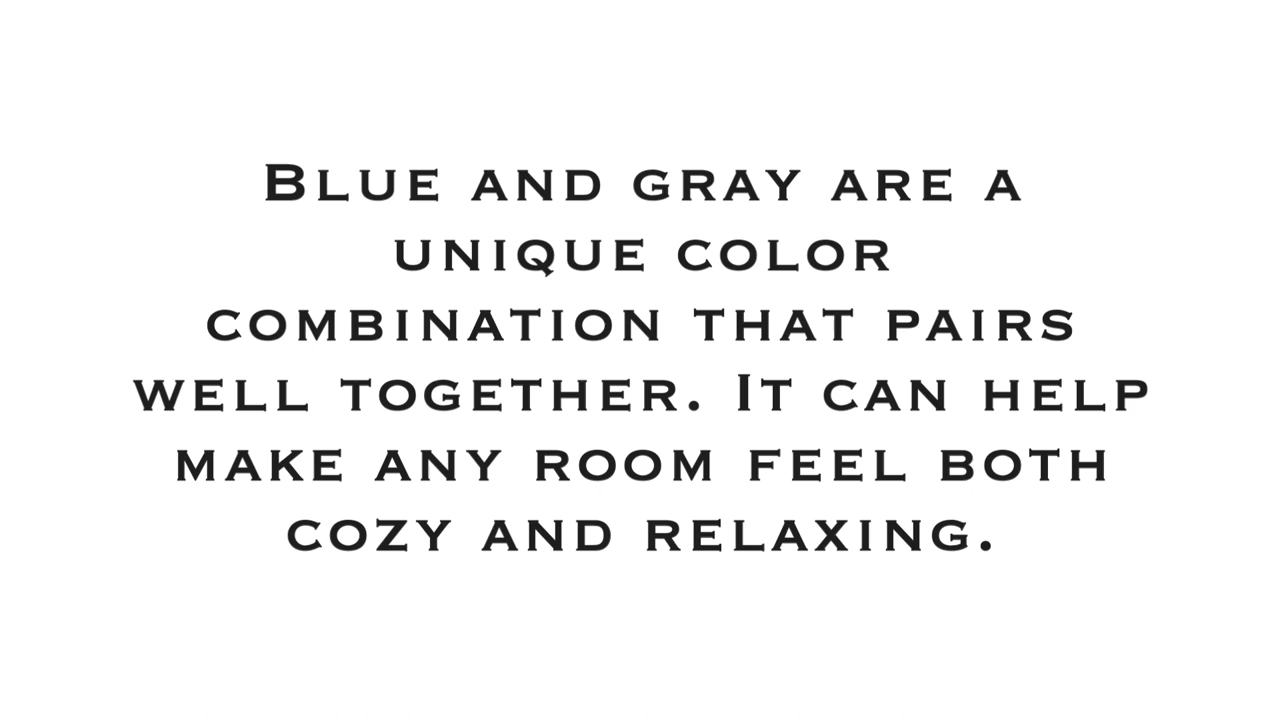 Blue and gray are a
unique color
combination that pairs
well together. It can help
make any room feel both
cozy and relaxing.